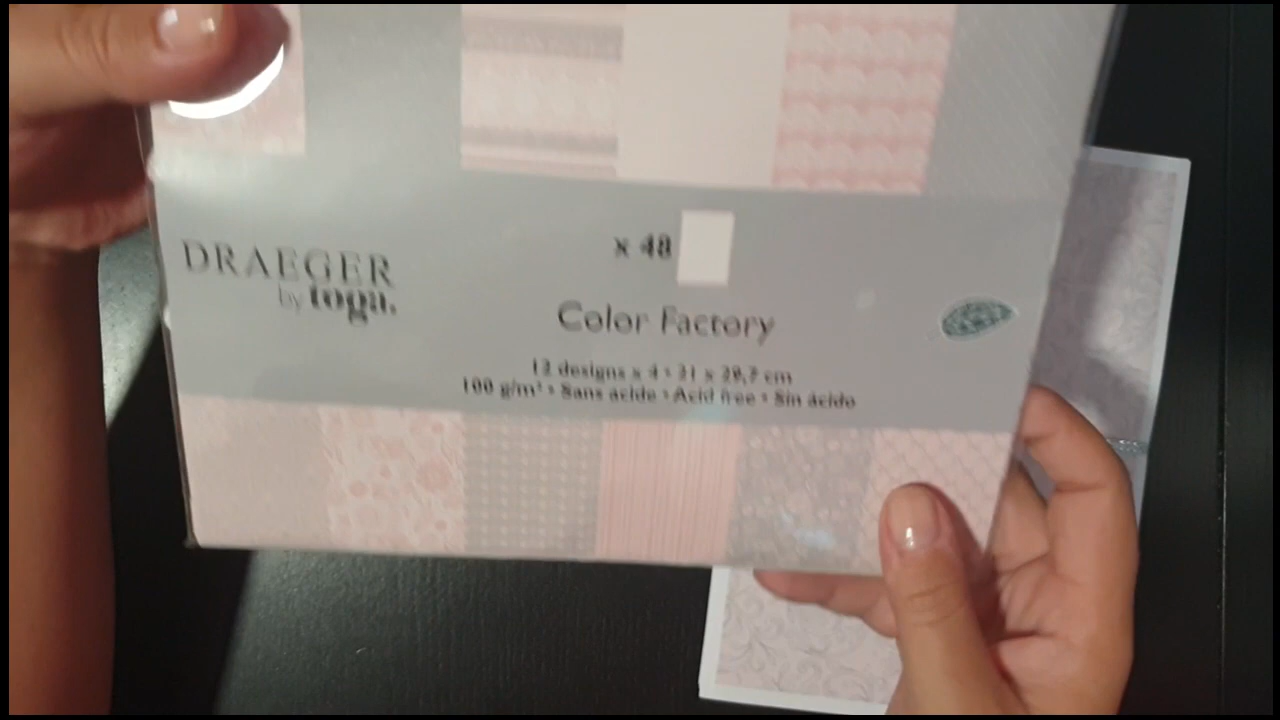 DRAEGER
by toga.
x 48
Color Factory
12 designs x 4 • 21 x 29,7 cm
100 g/m² • Sans acide • Acid free • Sin ácido